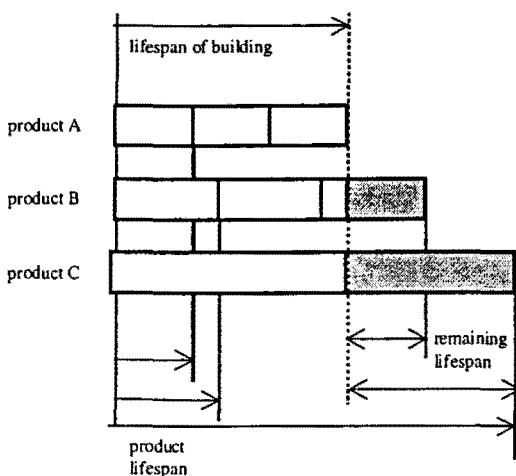 lifespan of building
product A
product B
product C
remaining
lifespan
product
lifespan